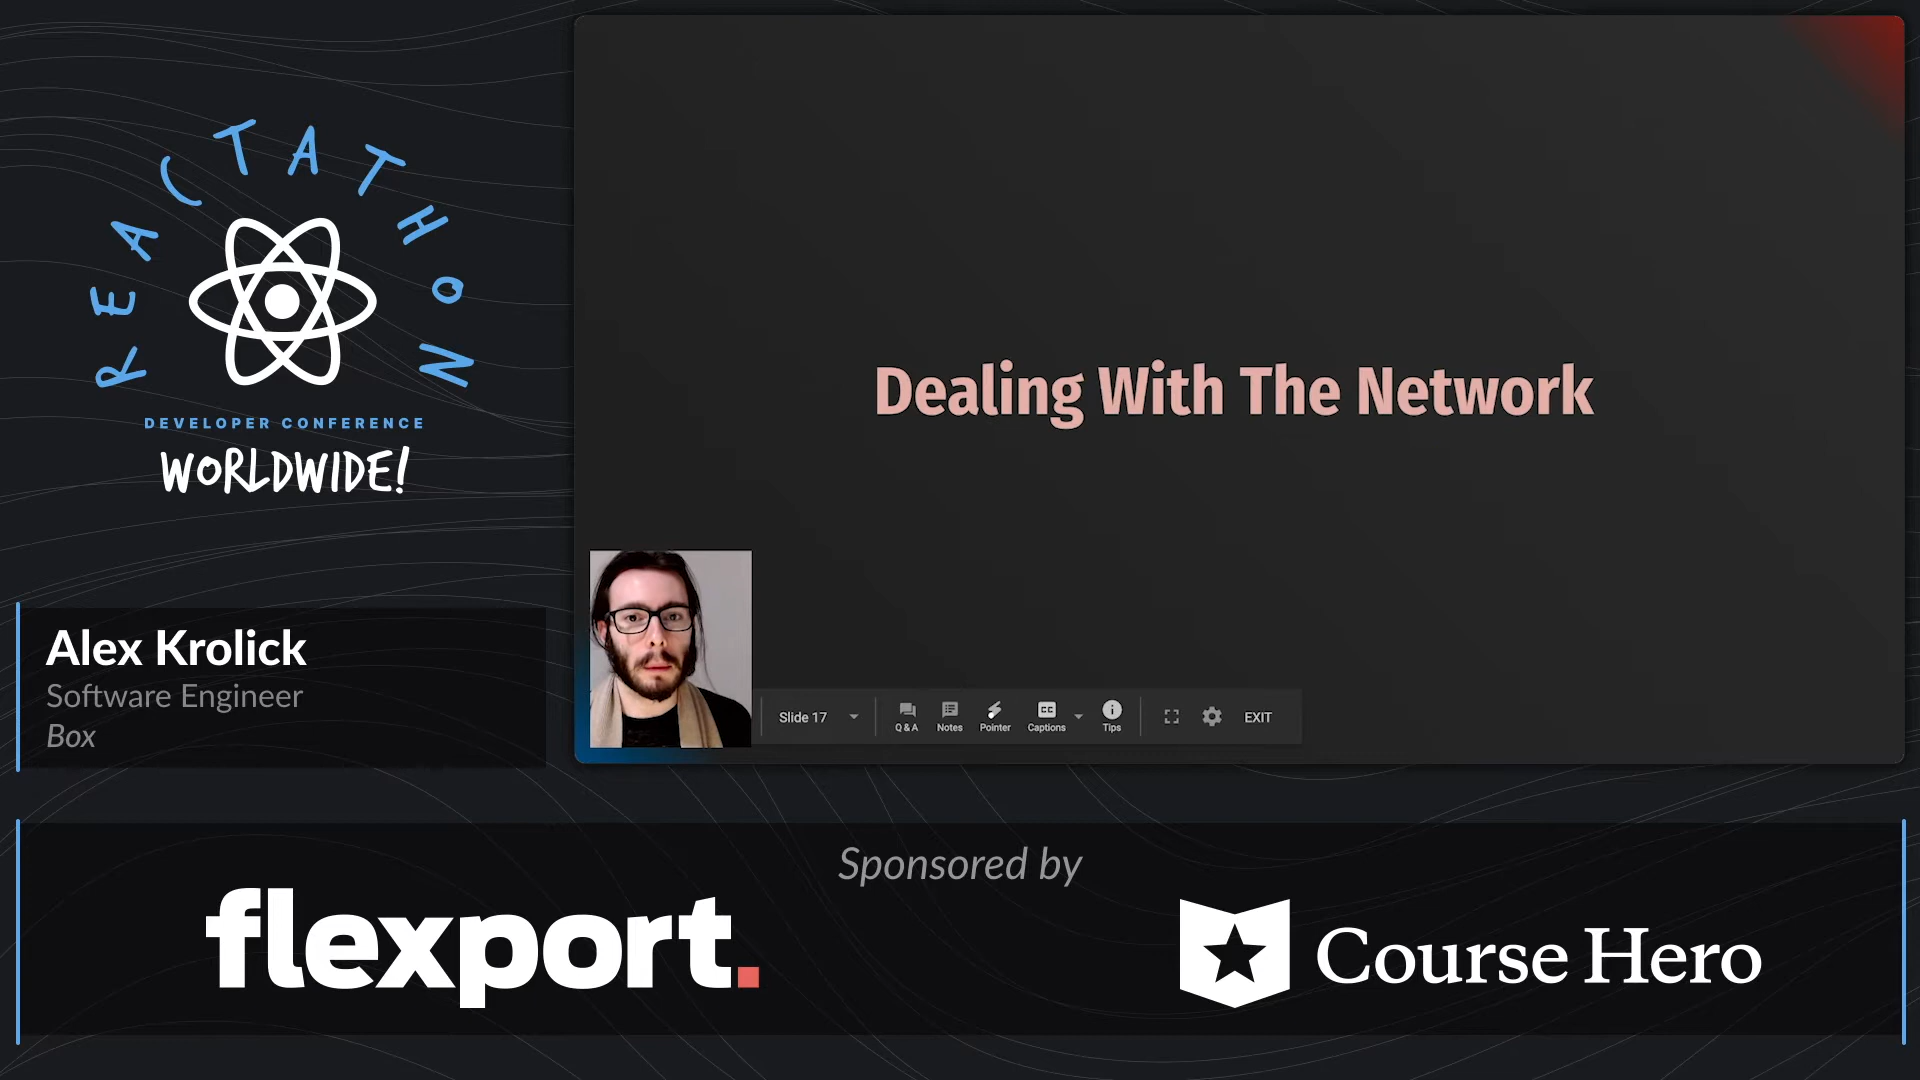 REACTATHON
DEVELOPER CONFERENCE
WORLDWIDE!
Dealing With The Network
Slide 17
Q & A
Notes
Pointer
CC
Captions
Tips
EXIT
Alex Krolick
Software Engineer
Box
Sponsored by
flexport.
Course Hero